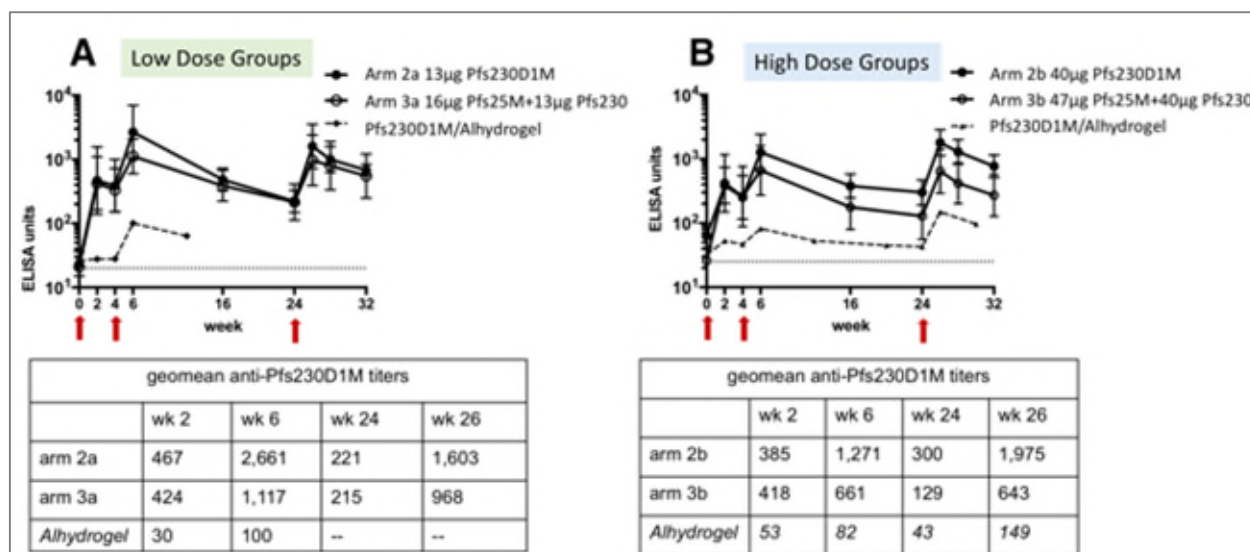 A
Low Dose Groups
Arm 2a 13μg Pfs230D1M
Arm 3a 16μg Pfs25M+13μg Pfs230
Pfs230D1M/Alhydrogel
ELISA units
10⁴
10³
10²
10¹
0 2 4 6 16 24 32
week
geomean anti-Pfs230D1M titers
wk 2 wk 6 wk 24 wk 26
arm 2a 467 2,661 221 1,603
arm 3a 424 1,117 215 968
Alhydrogel 30 100 -- --
B
High Dose Groups
Arm 2b 40μg Pfs230D1M
Arm 3b 47μg Pfs25M+40μg Pfs230
Pfs230D1M/Alhydrogel
ELISA units
10⁴
10³
10²
10¹
0 2 4 6 16 24 32
week
geomean anti-Pfs230D1M titers
wk 2 wk 6 wk 24 wk 26
arm 2b 385 1,271 300 1,975
arm 3b 418 661 129 643
Alhydrogel 53 82 43 149